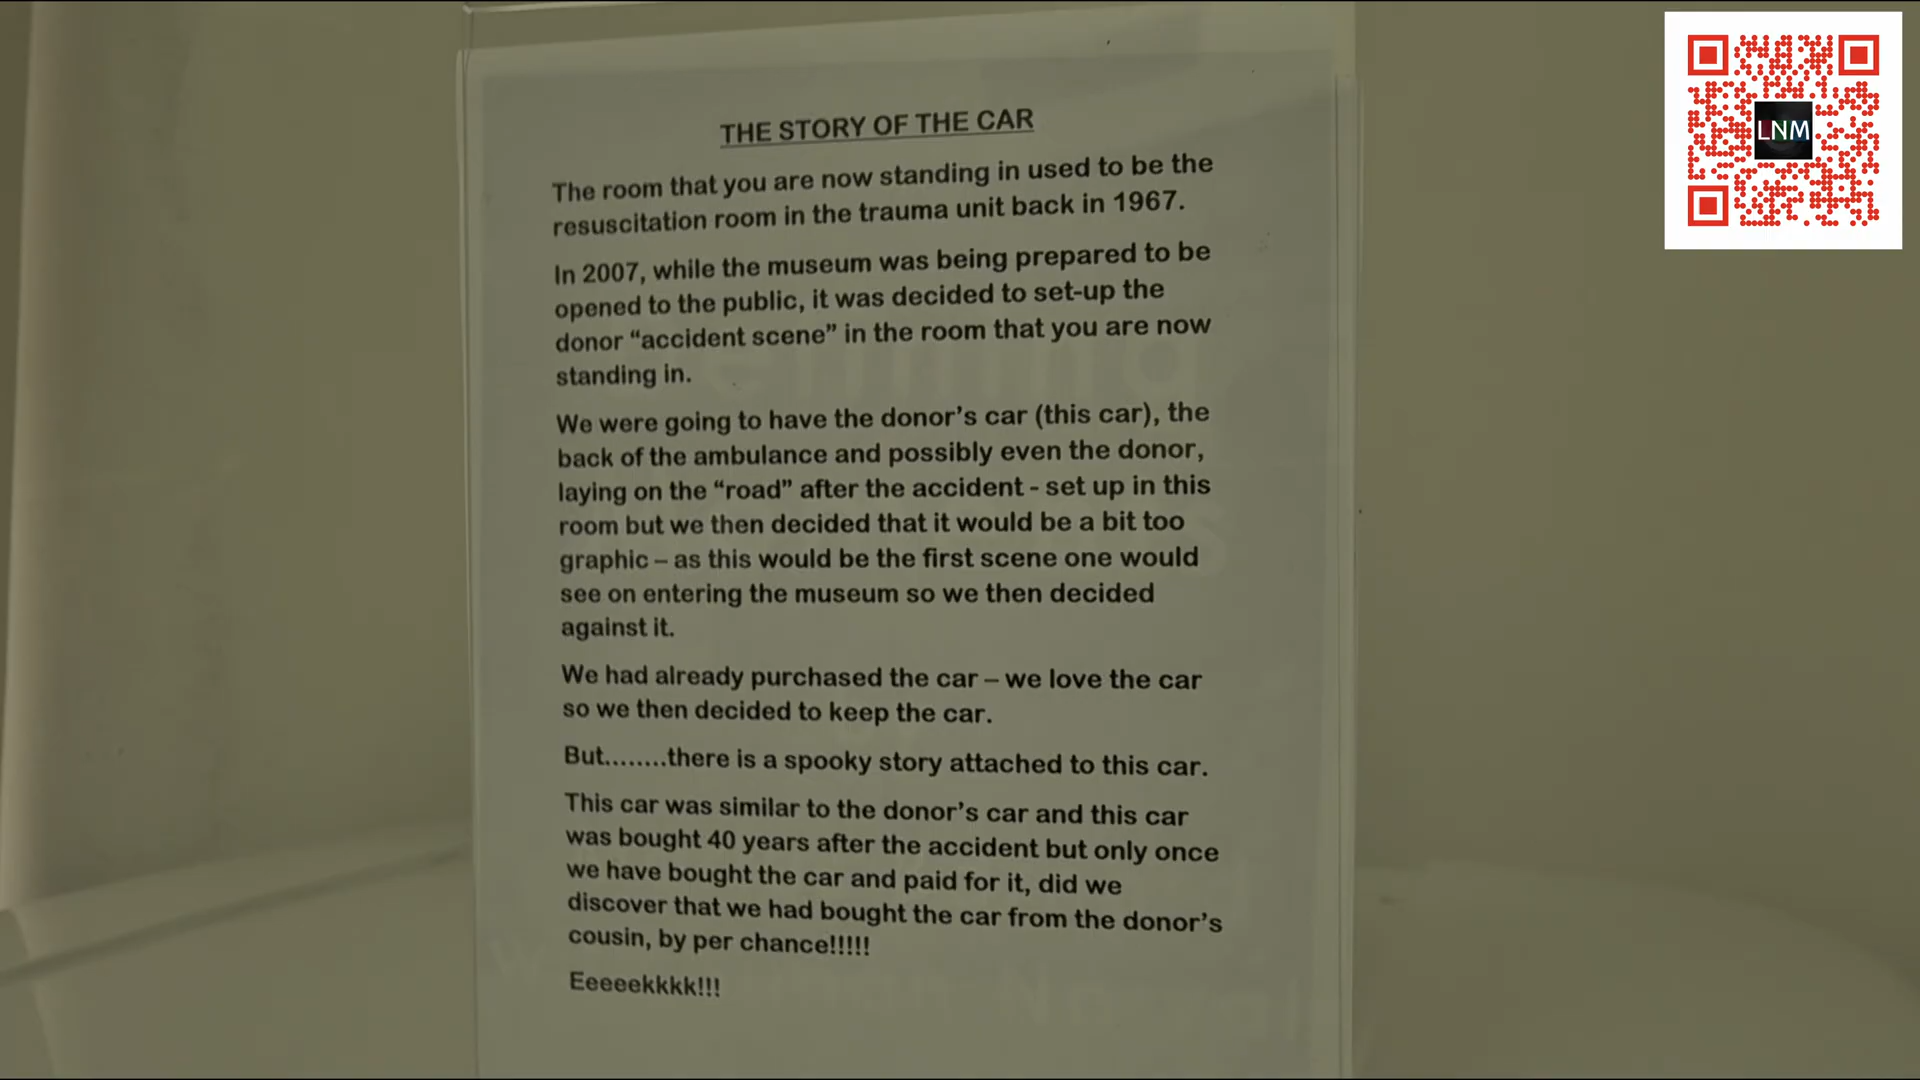 THE STORY OF THE CAR
The room that you are now standing in used to be the
resuscitation room in the trauma unit back in 1967.
In 2007, while the museum was being prepared to be
opened to the public, it was decided to set-up the
donor “accident scene” in the room that you are now
standing in.
We were going to have the donor’s car (this car), the
back of the ambulance and possibly even the donor,
laying on the “road” after the accident - set up in this
room but we then decided that it would be a bit too
graphic – as this would be the first scene one would
see on entering the museum so we then decided
against it.
We had already purchased the car – we love the car
so we then decided to keep the car.
But........there is a spooky story attached to this car.
This car was similar to the donor’s car and this car
was bought 40 years after the accident but only once
we have bought the car and paid for it, did we
discover that we had bought the car from the donor’s
cousin, by per chance!!!!!
Eeeeekkkk!!!
LNM